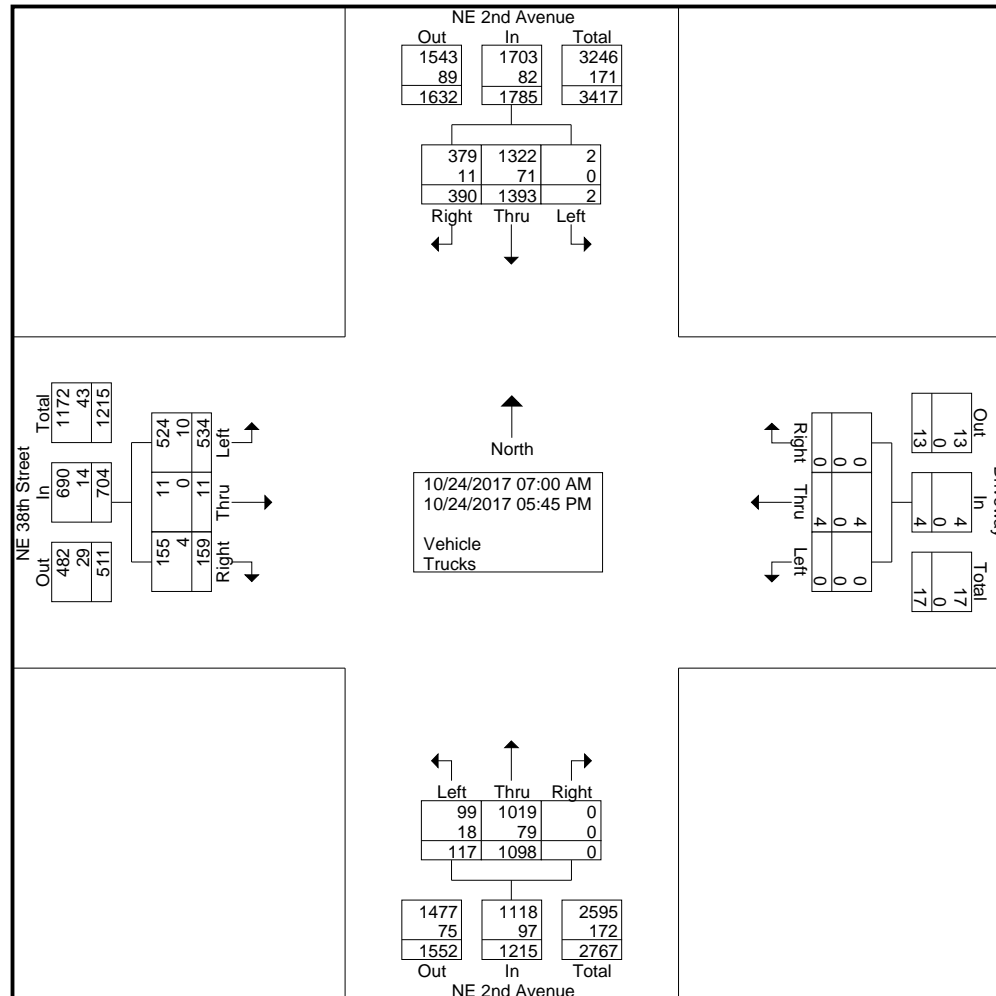 NE 2nd Avenue
Out In Total
1543 1703 3246
89 82 171
1632 1785 3417
379 1322 2
11 71 0
390 1393 2
Right Thru Left
NE 38th Street
Total In Out
1172 690 482
43 14 29
1215 704 511
524 11 155
10 0 4
534 11 159
Left Thru Right
North
10/24/2017 07:00 AM
10/24/2017 05:45 PM
Vehicle
Trucks
Right Thru Left
0 4 0
0 0 0
0 4 0
Out In Total
13 4 17
0 0 0
13 4 17
Left Thru Right
99 1019 0
18 79 0
117 1098 0
1477 1118 2595
75 97 172
1552 1215 2767
Out In Total
NE 2nd Avenue